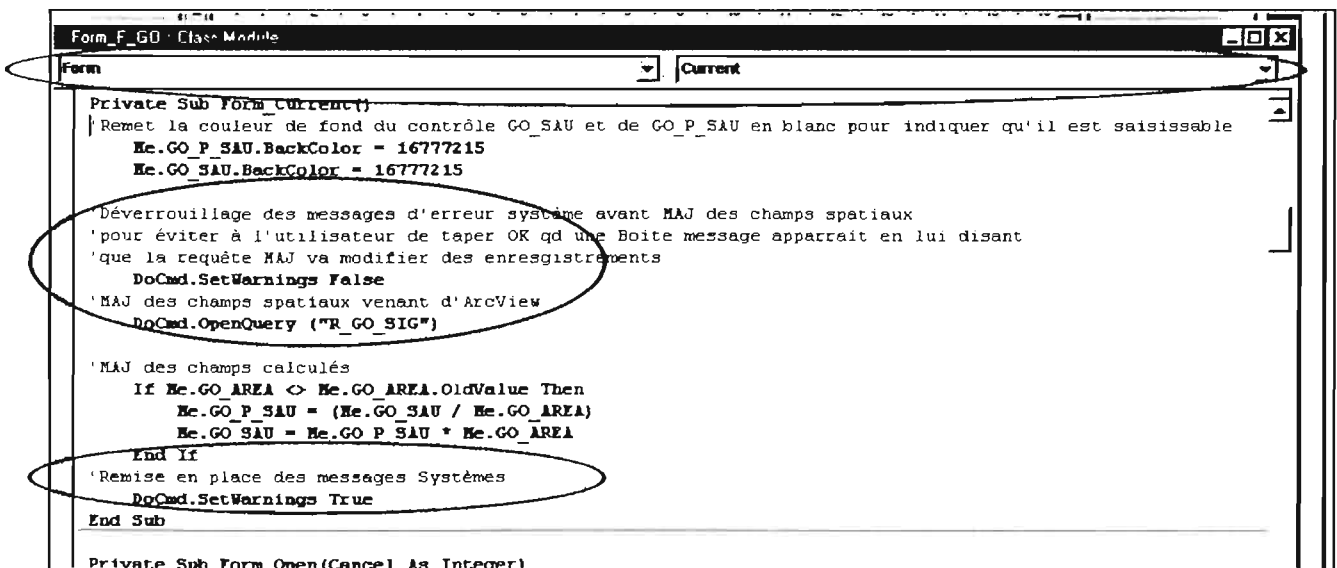 Form_F_GO : Class Module
Form Current
Private Sub Form_Current()
'Remet la couleur de fond du contrôle GO_SAU et de GO_P_SAU en blanc pour indiquer qu'il est saisissable
Me.GO_P_SAU.BackColor = 16777215
Me.GO_SAU.BackColor = 16777215
'Déverrouillage des messages d'erreur système avant MAJ des champs spatiaux
'pour éviter à l'utilisateur de taper OK qd une Boite message apparrait en lui disant
'que la requête MAJ va modifier des enresgistrements
DoCmd.SetWarnings False
'MAJ des champs spatiaux venant d'ArcView
DoCmd.OpenQuery ("R_GO_SIG")
'MAJ des champs calculés
If Me.GO_AREA <> Me.GO_AREA.OldValue Then
Me.GO_P_SAU = (Me.GO_SAU / Me.GO_AREA)
Me.GO_SAU = Me.GO_P_SAU * Me.GO_AREA
End If
'Remise en place des messages Systèmes
DoCmd.SetWarnings True
End Sub
Private Sub Form_Open(Cancel As Integer)